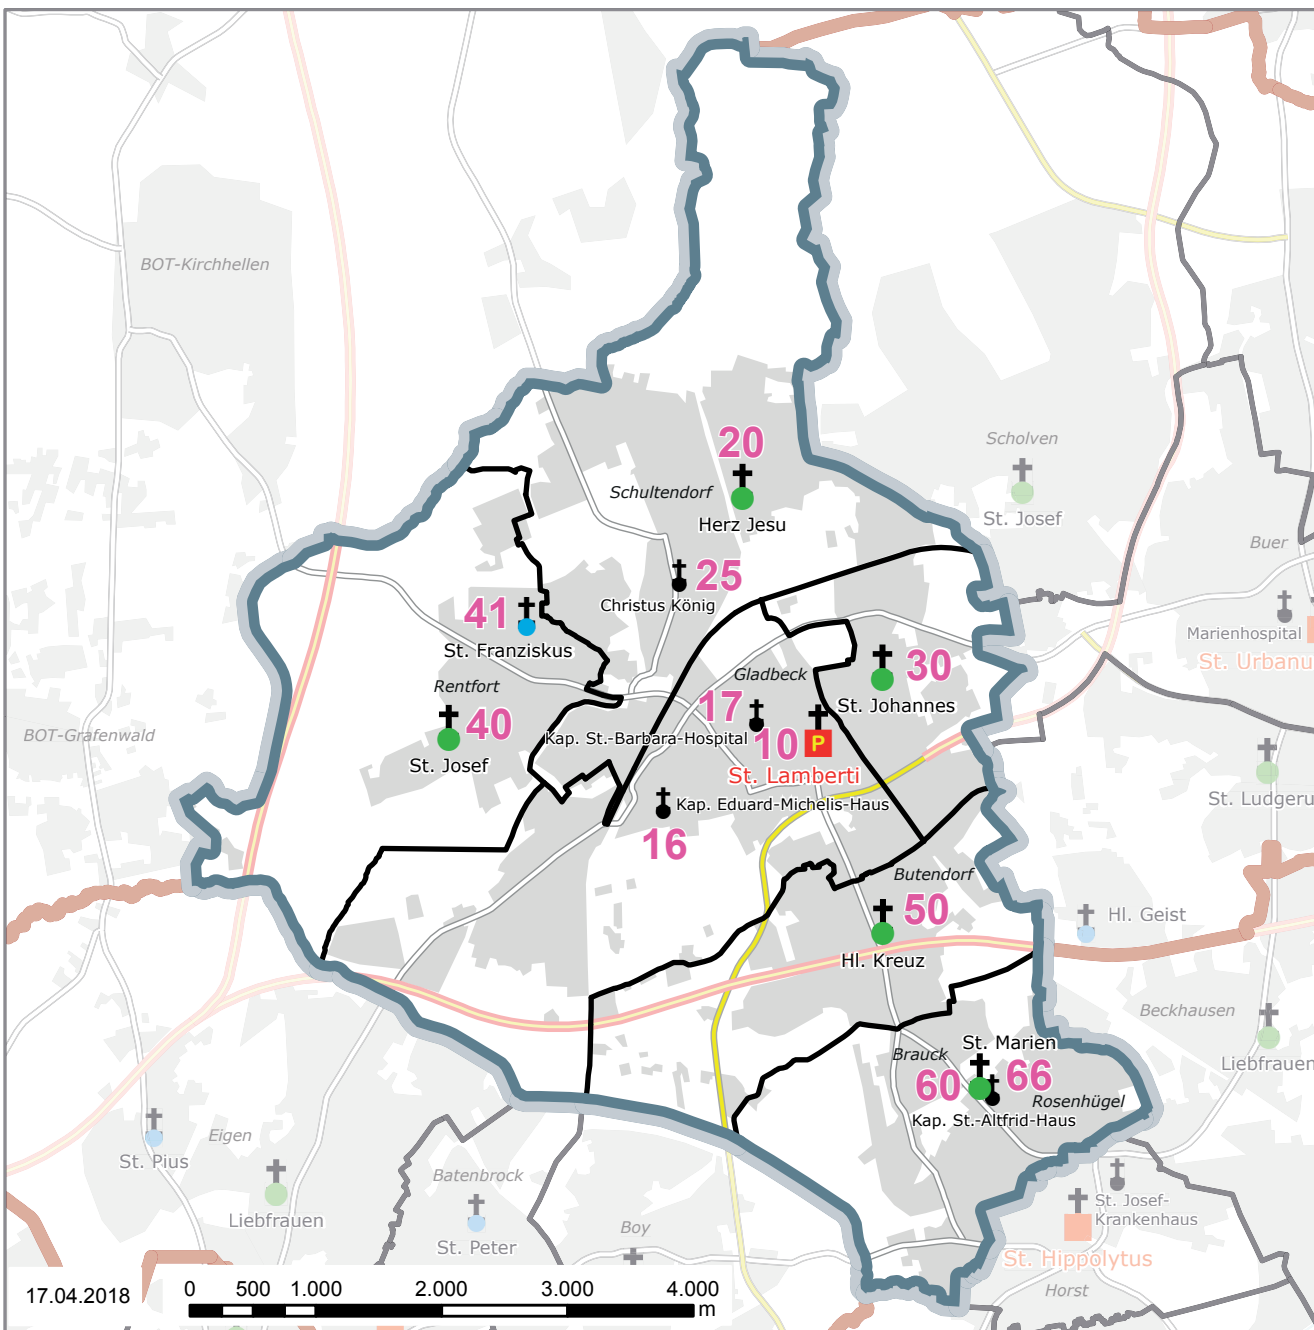 BOT-Kirchhellen
20
Scholven
Schultendorf
Herz Jesu
St. Josef
Buer
25
Christus König
41
St. Franziskus
Marienhospital
St. Urbanu
30
St. Johannes
Gladbeck
Rentfort
17
Kap. St.-Barbara-Hospital
40
St. Josef
BOT-Grafenwald
10
P
St. Lamberti
St. Ludgeru
Kap. Eduard-Michelis-Haus
16
Butendorf
50
Hl. Kreuz
Hl. Geist
Beckhausen
Liebfrauen
St. Marien
Brauck
60
66
Rosenhügel
Kap. St.-Altfrid-Haus
Eigen
St. Pius
Liebfrauen
Batenbrock
St. Peter
Boy
St. Josef-
Krankenhaus
St. Hippolytus
Horst
17.04.2018
0 500 1.000 2.000 3.000 4.000
m